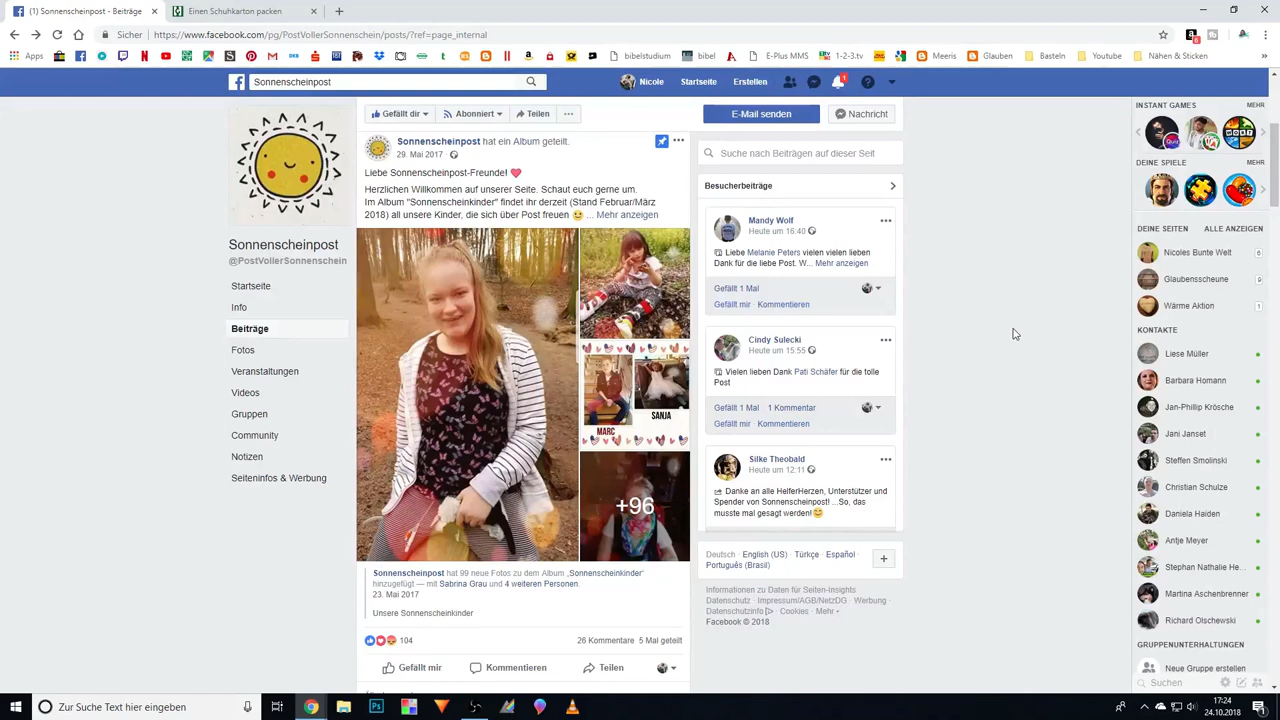 (1) Sonnenscheinpost - Beiträge
Einen Schuhkarton packen
Sicher
https://www.facebook.com/pg/PostVollerSonnenschein/posts/?ref=page_internal
Apps
bibelstudium
bibel
E-Plus MMS
1-2-3.tv
Meeris
Glauben
Basteln
Youtube
Nähen & Sticken
Sonnenscheinpost
Nicole
Startseite
Erstellen
1
Sonnenscheinpost
@PostVollerSonnenschein
Startseite
Info
Beiträge
Fotos
Veranstaltungen
Videos
Gruppen
Community
Notizen
Seiteninfos & Werbung
Gefällt dir
Abonniert
Teilen
E-Mail senden
Nachricht
Sonnenscheinpost hat ein Album geteilt.
29. Mai 2017
Liebe Sonnenscheinpost-Freunde! ❤
Herzlichen Willkommen auf unserer Seite. Schaut euch gerne um.
Im Album "Sonnenscheinkinder" findet ihr derzeit (Stand Februar/März
2018) all unsere Kinder, die sich über Post freuen 😉 ... Mehr anzeigen
MARC
SANJA
+96
Sonnenscheinpost hat 99 neue Fotos zu dem Album „Sonnenscheinkinder“
hinzugefügt — mit Sabrina Grau und 4 weiteren Personen.
23. Mai 2017
Unsere Sonnenscheinkinder
104
26 Kommentare 5 Mal geteilt
Gefällt mir
Kommentieren
Teilen
Suche nach Beiträgen auf dieser Seit
Besucherbeiträge
Mandy Wolf
Heute um 16:40
Liebe Melanie Peters vielen vielen lieben
Dank für die liebe Post. W... Mehr anzeigen
Gefällt 1 Mal
Gefällt mir · Kommentieren
Cindy Sulecki
Heute um 15:55
Vielen lieben Dank Pati Schäfer für die tolle
Post
Gefällt 1 Mal 1 Kommentar
Gefällt mir · Kommentieren
Silke Theobald
Heute um 12:11
Danke an alle HelferHerzen, Unterstützer und
Spender von Sonnenscheinpost! ...So, das
musste mal gesagt werden!😊
Deutsch · English (US) · Türkçe · Español ·
Português (Brasil)
Informationen zu Daten für Seiten-Insights
Datenschutz · Impressum/AGB/NetzDG · Werbung ·
Datenschutzinfo · Cookies · Mehr
Facebook © 2018
INSTANT GAMES
MEHR
DEINE SPIELE
MEHR
DEINE SEITEN
ALLE ANZEIGEN
Nicoles Bunte Welt
6
Glaubensscheune
9
Wärme Aktion
1
KONTAKTE
Liese Müller
Barbara Homann
Jan-Phillip Krösche
Jani Janset
Steffen Smolinski
Christian Schulze
Daniela Haiden
Antje Meyer
Stephan Nathalie He...
Martina Aschenbrenner
Richard Olschewski
GRUPPENUNTERHALTUNGEN
Neue Gruppe erstellen
Suchen
Zur Suche Text hier eingeben
17:24
24.10.2018